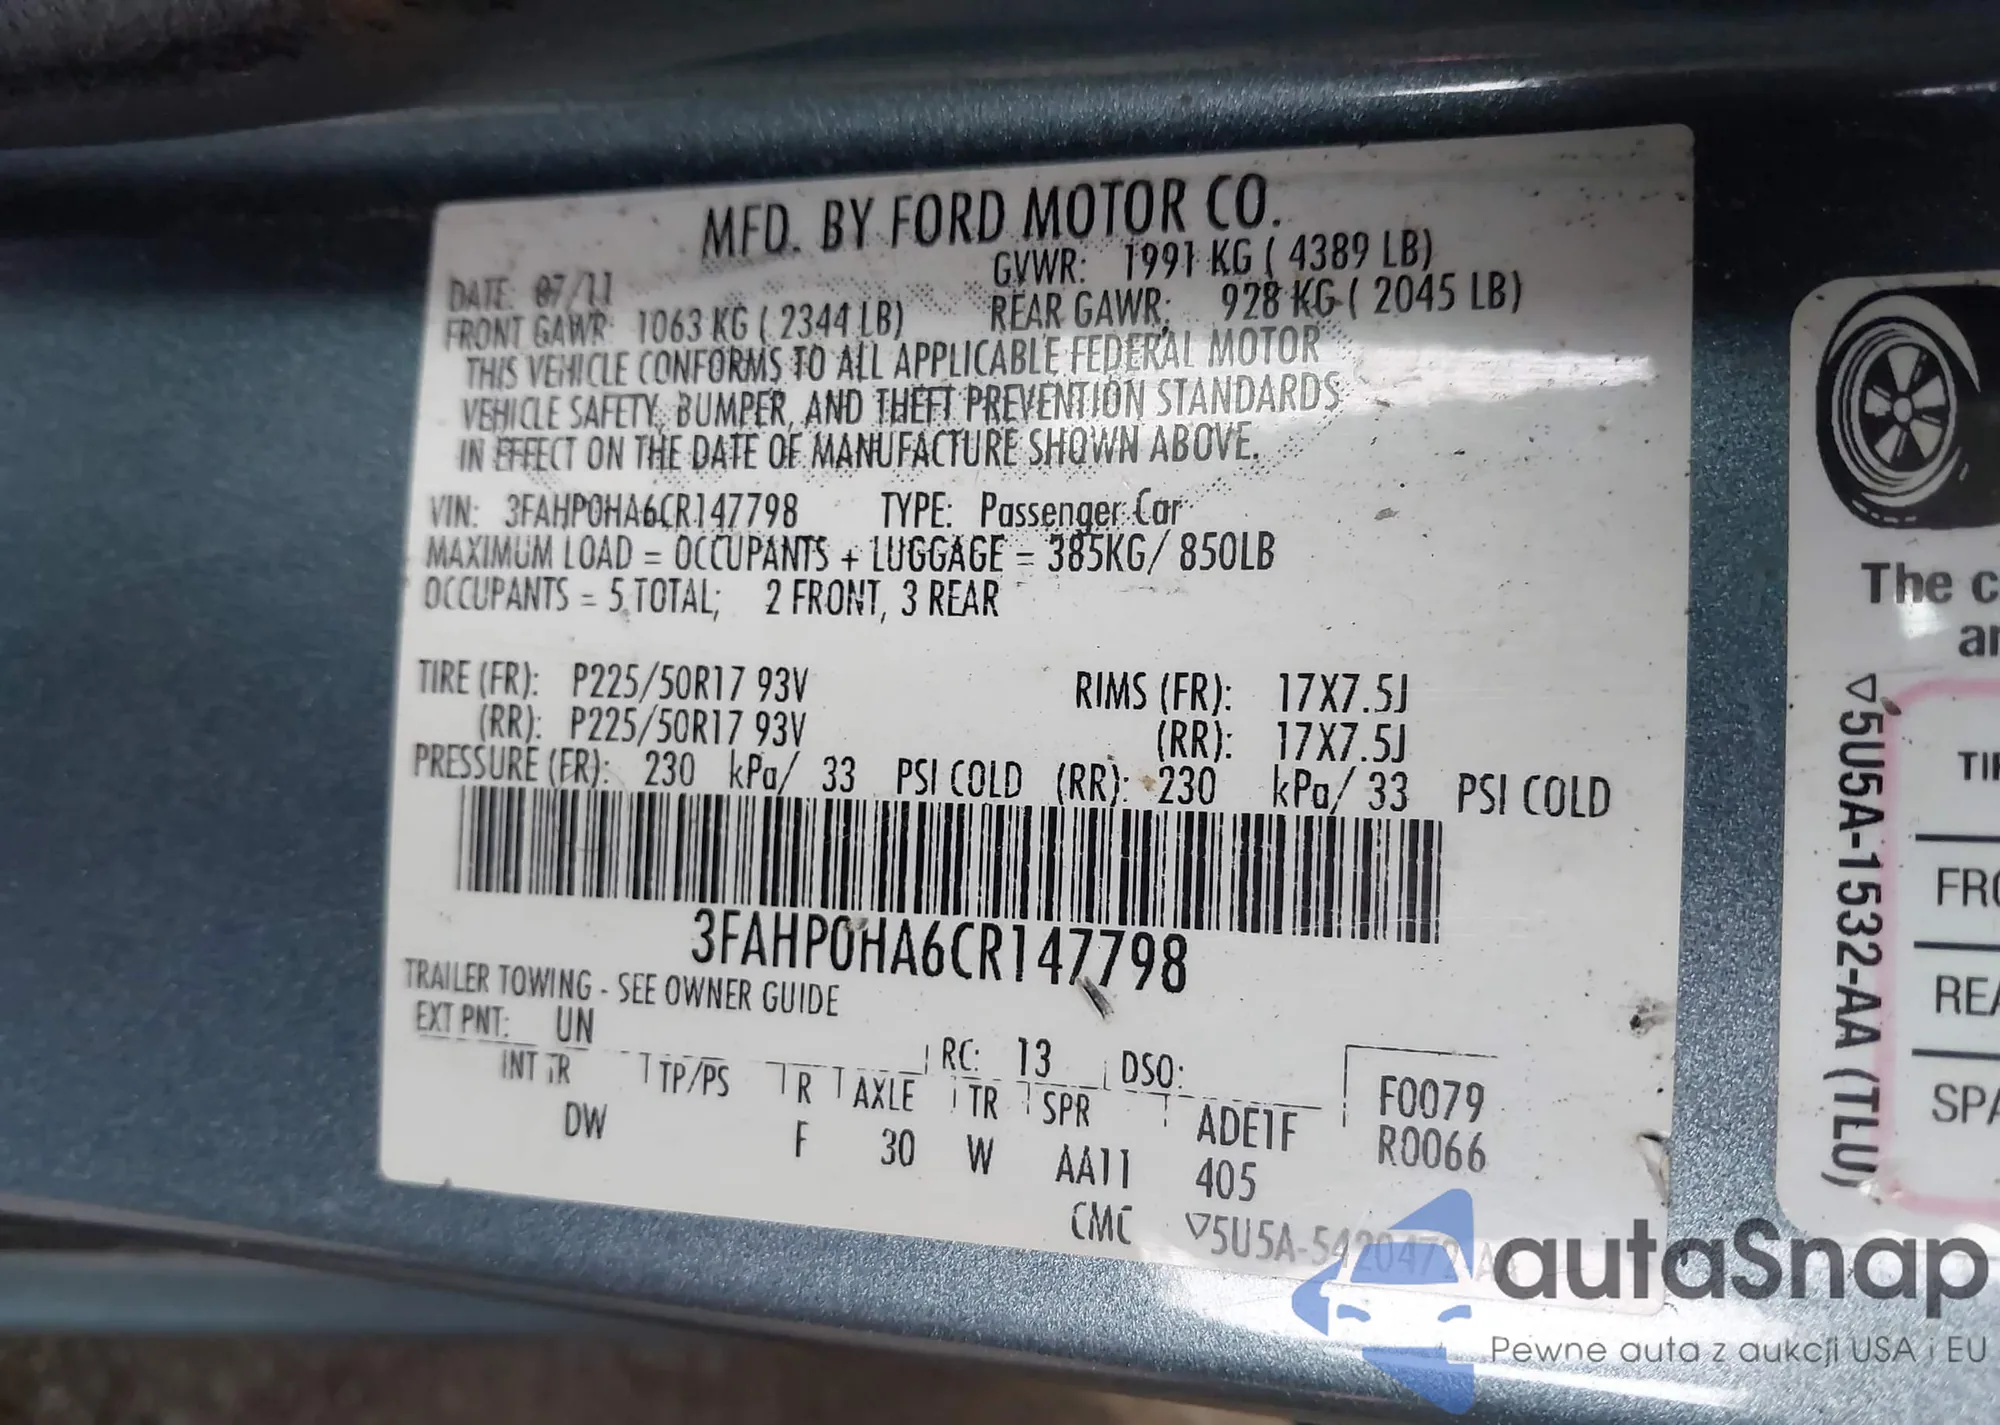 MFD. BY FORD MOTOR CO.
DATE: 07/11 GVWR: 1991 KG ( 4389 LB)
FRONT GAWR: 1063 KG ( 2344 LB) REAR GAWR: 928 KG ( 2045 LB)
THIS VEHICLE CONFORMS TO ALL APPLICABLE FEDERAL MOTOR
VEHICLE SAFETY, BUMPER, AND THEFT PREVENTION STANDARDS
IN EFFECT ON THE DATE OF MANUFACTURE SHOWN ABOVE.
VIN: 3FAHP0HA6CR147798 TYPE: Passenger Car
MAXIMUM LOAD = OCCUPANTS + LUGGAGE = 385KG/ 850LB
OCCUPANTS = 5 TOTAL; 2 FRONT, 3 REAR
TIRE (FR): P225/50R17 93V RIMS (FR): 17X7.5J
(RR): P225/50R17 93V (RR): 17X7.5J
PRESSURE (FR): 230 kPa/ 33 PSI COLD (RR): 230 kPa/ 33 PSI COLD
3FAHP0HA6CR147798
TRAILER TOWING - SEE OWNER GUIDE
EXT PNT: UN RC: 13 DSO: F0079
INT TR TP/PS R AXLE TR SPR ADE1F R0066
DW F 30 W AA11 405
CMC ▽5U5A-5420472-A
The c
an
▽5U5A-1532-AA (TLU)
TIR
FRO
REA
SPA
autaSnap
Pewne auta z aukcji USA i EU